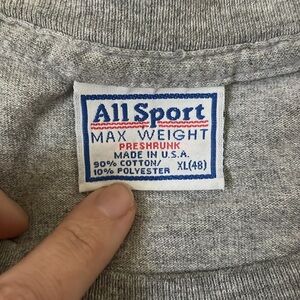 All Sport
MAX WEIGHT
PRESHRUNK
MADE IN U.S.A.
90% COTTON/
10% POLYESTER XL(48)